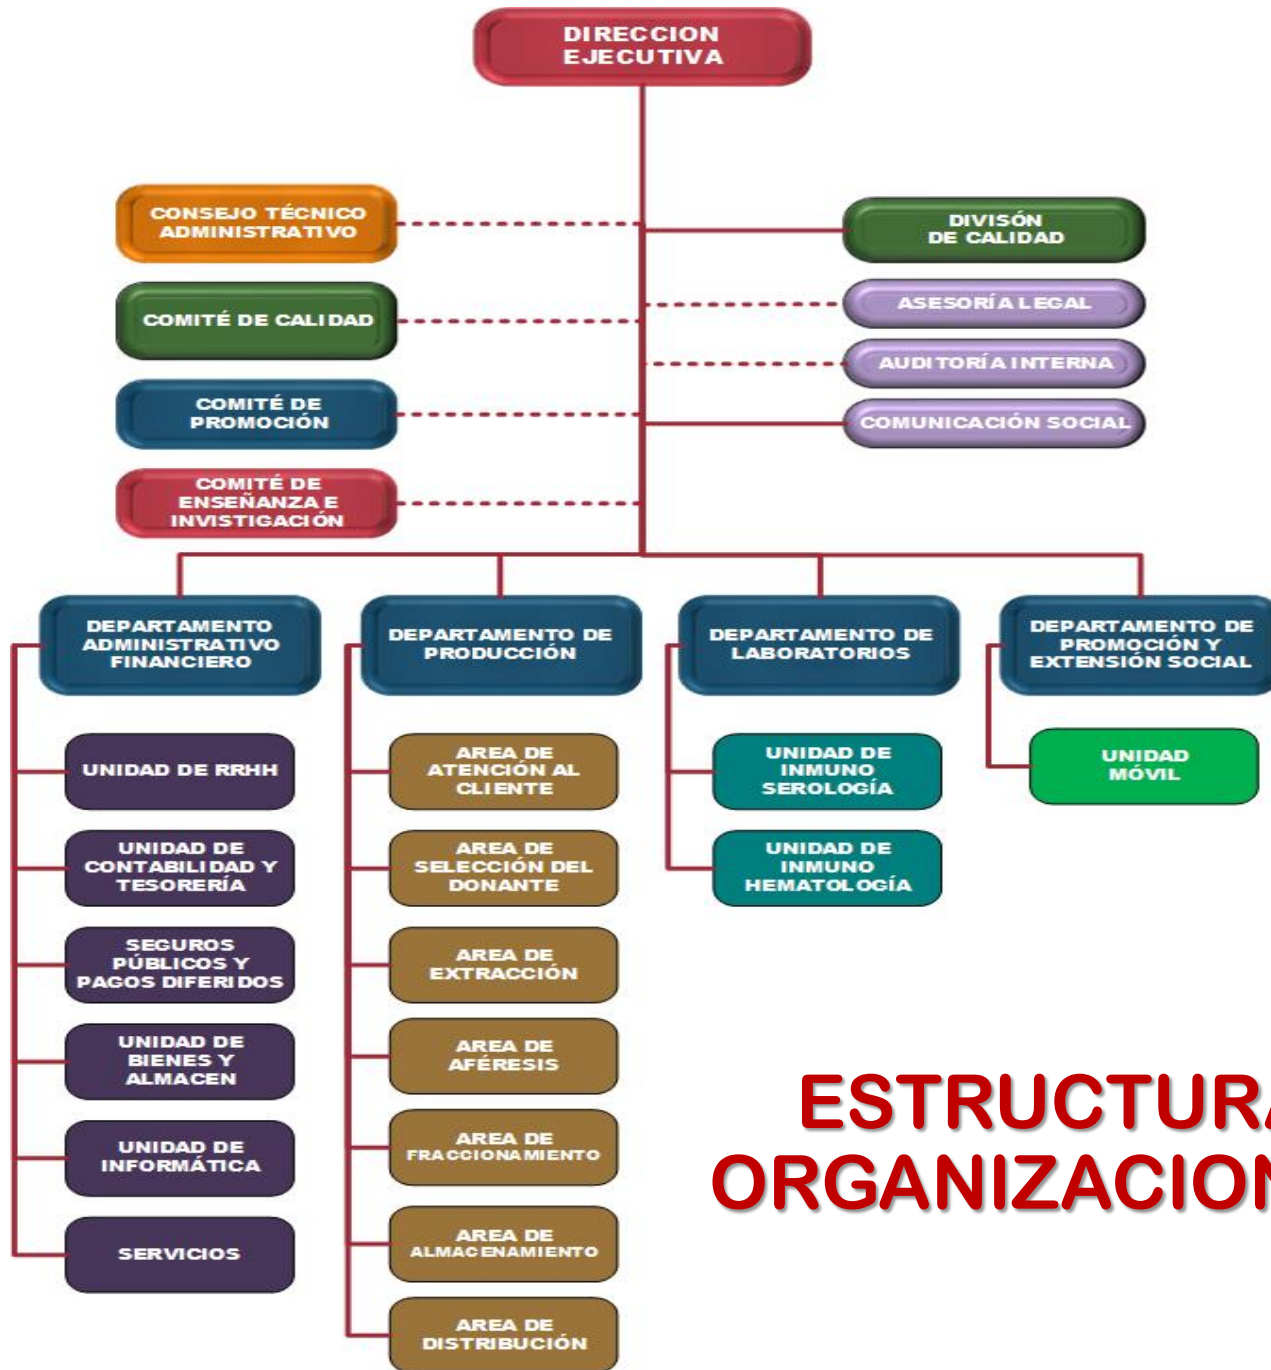 DIRECCION
EJECUTIVA
CONSEJO TÉCNICO
ADMINISTRATIVO
COMITÉ DE CALIDAD
COMITÉ DE
PROMOCIÓN
COMITÉ DE
ENSEÑANZA E
INVISTIGACIÓN
DIVISÓN
DE CALIDAD
ASESORÍA LEGAL
AUDITORÍA INTERNA
COMUNICACIÓN SOCIAL
DEPARTAMENTO
ADMINISTRATIVO
FINANCIERO
UNIDAD DE RRHH
UNIDAD DE
CONTABILIDAD Y
TESORERÍA
SEGUROS
PÚBLICOS Y
PAGOS DIFERIDOS
UNIDAD DE
BIENES Y
ALMACEN
UNIDAD DE
INFORMÁTICA
SERVICIOS
DEPARTAMENTO DE
PRODUCCIÓN
AREA DE
ATENCIÓN AL
CLIENTE
AREA DE
SELECCIÓN DEL
DONANTE
AREA DE
EXTRACCIÓN
AREA DE
AFÉRESIS
AREA DE
FRACCIONAMIENTO
AREA DE
ALMACENAMIENTO
AREA DE
DISTRIBUCIÓN
DEPARTAMENTO DE
LABORATORIOS
UNIDAD DE
INMUNO
SEROLOGÍA
UNIDAD DE
INMUNO
HEMATOLOGÍA
DEPARTAMENTO DE
PROMOCIÓN Y
EXTENSIÓN SOCIAL
UNIDAD
MÓVIL
ESTRUCTURA
ORGANIZACION